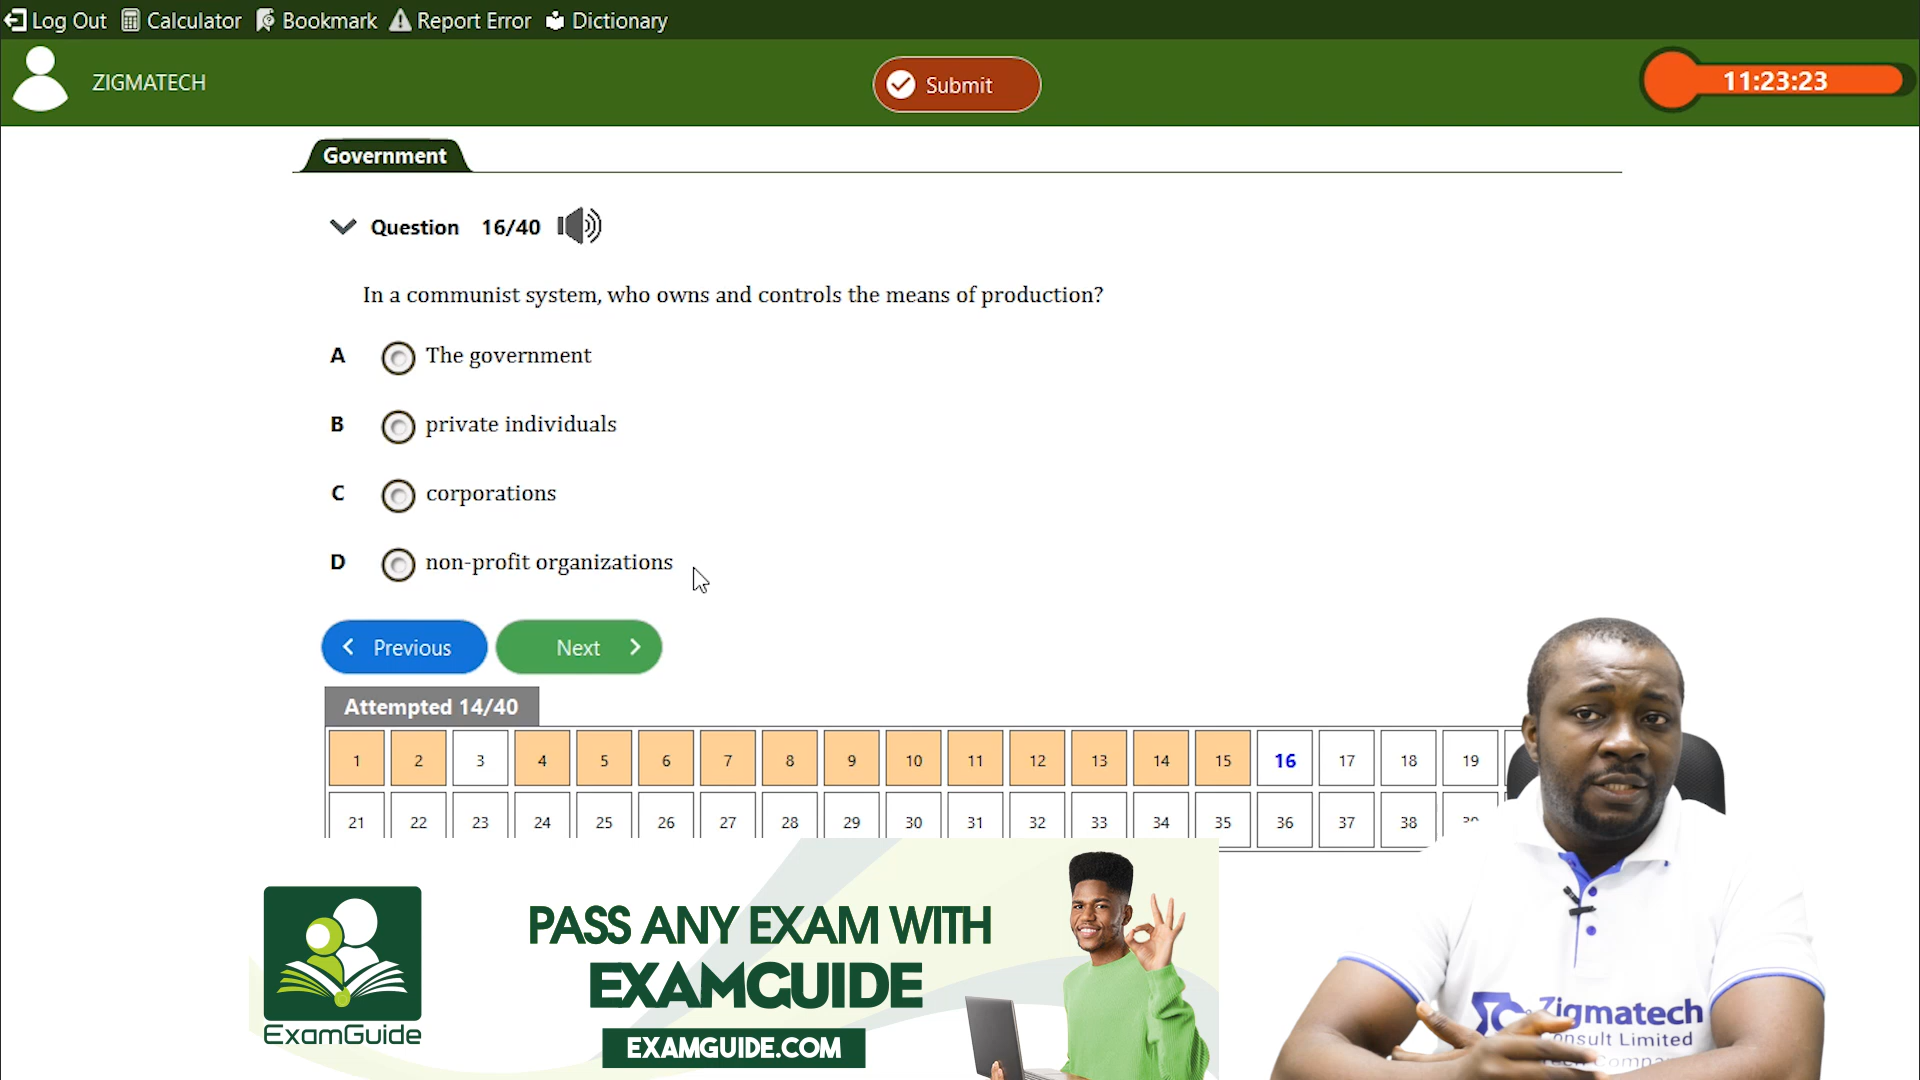 Log Out Calculator Bookmark Report Error Dictionary
ZIGMATECH
Submit
11:23:23
Government
Question 16/40
In a communist system, who owns and controls the means of production?
A The government
B private individuals
C corporations
D non-profit organizations
Previous Next
Attempted 14/40
1 2 3 4 5 6 7 8 9 10 11 12 13 14 15 16 17 18 19
21 22 23 24 25 26 27 28 29 30 31 32 33 34 35 36 37 38
PASS ANY EXAM WITH
EXAMGUIDE
EXAMGUIDE.COM
ExamGuide
Zigmatech
Limited